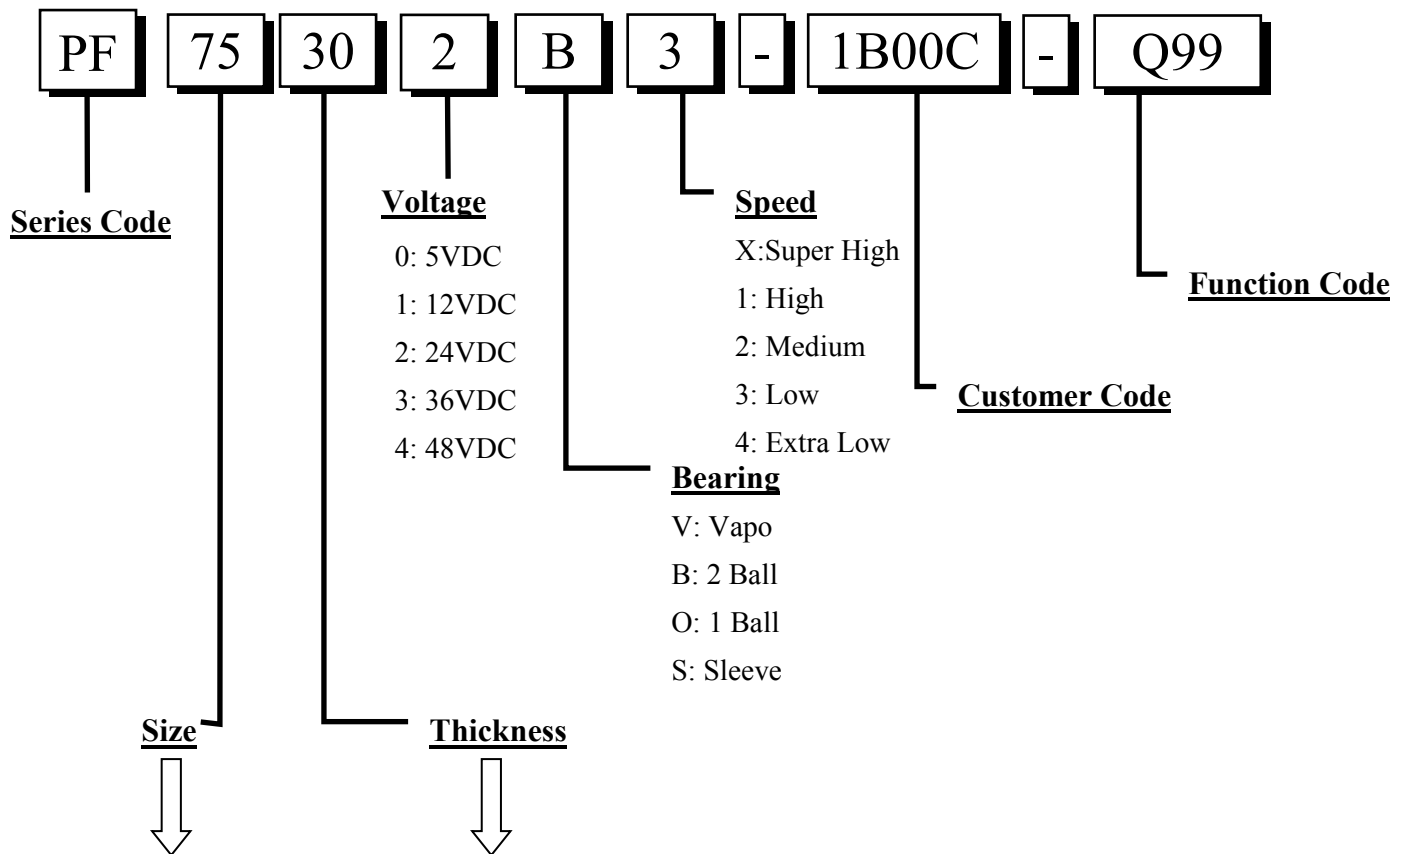 PF 75 30 2 B 3 - 1B00C - Q99
Series Code
Voltage
0: 5VDC
1: 12VDC
2: 24VDC
3: 36VDC
4: 48VDC
Speed
X:Super High
1: High
2: Medium
3: Low
4: Extra Low
Function Code
Customer Code
Bearing
V: Vapo
B: 2 Ball
O: 1 Ball
S: Sleeve
Size
Thickness